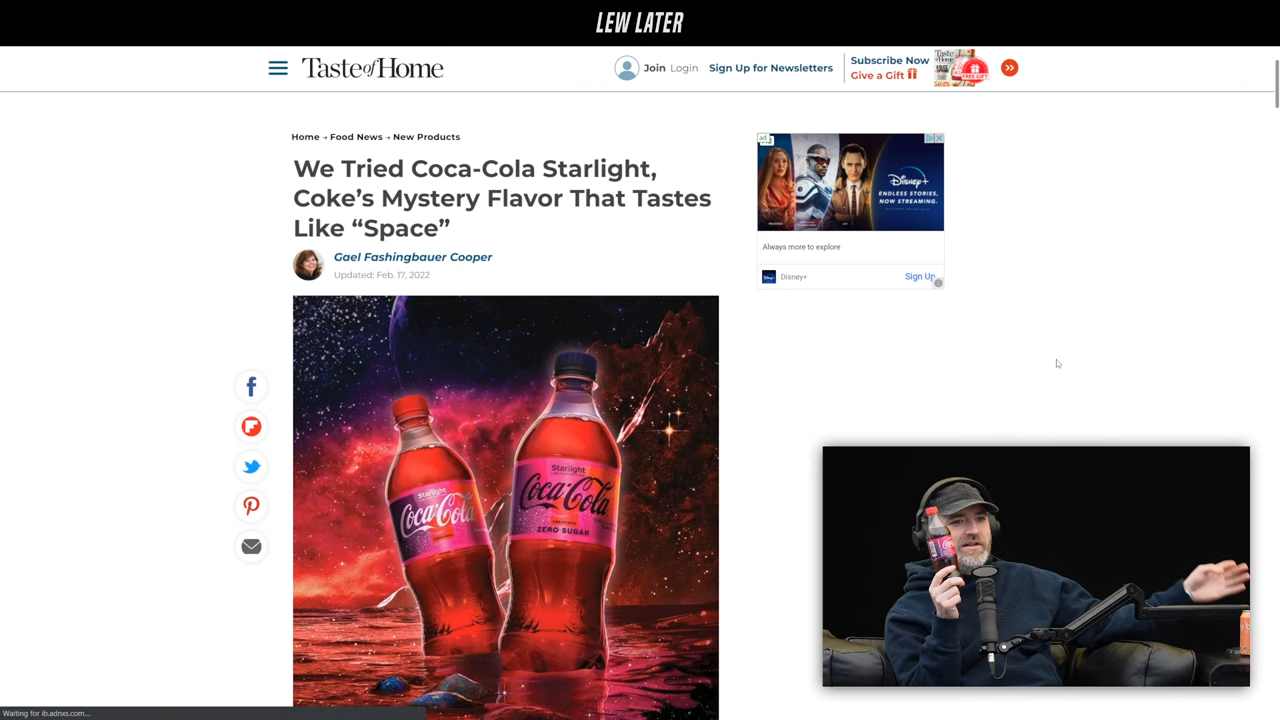 LEW LATER
Taste of Home
Join Login
Sign Up for Newsletters
Subscribe Now
Give a Gift
Home → Food News → New Products
We Tried Coca-Cola Starlight,
Coke's Mystery Flavor That Tastes
Like “Space”
Gael Fashingbauer Cooper
Updated: Feb. 17, 2022
ad
Disney+
ENDLESS STORIES,
NOW STREAMING.
Always more to explore
Disney+
Sign Up
Starlight
Coca-Cola
Starlight
Coca-Cola
ZERO SUGAR
Waiting for ib.adnxs.com...